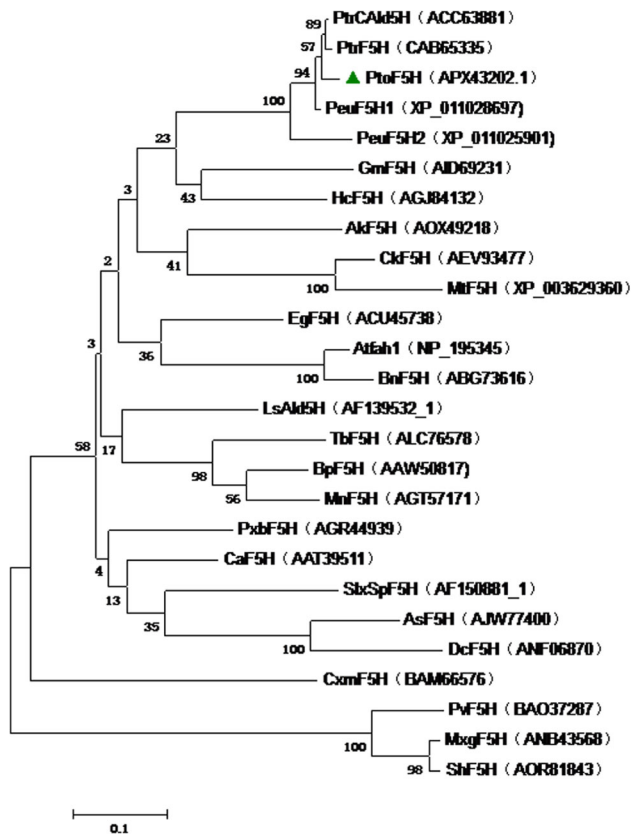 PtrCAld5H (ACC63881)
89
PtrF5H (CAB65335)
57
PtoF5H (APX43202.1)
94
PeuF5H1 (XP_011028697)
100
PeuF5H2 (XP_011025901)
23
GmF5H (AID69231)
43
HcF5H (AGJ84132)
3
AkF5H (AOX49218)
41
CkF5H (AEV93477)
100
MtF5H (XP_003629360)
2
EgF5H (ACU45738)
36
Atfah1 (NP_195345)
100
BnF5H (ABG73616)
3
LsAld5H (AF139532_1)
17
TbF5H (ALC76578)
98
BpF5H (AAW50817)
56
MnF5H (AGT57171)
58
PxbF5H (AGR44939)
4
CaF5H (AAT39511)
13
SlxSpF5H (AF150881_1)
35
AsF5H (AJW77400)
100
DcF5H (ANF06870)
CxmF5H (BAM66576)
PvF5H (BAO37287)
100
MxgF5H (ANB43568)
98
ShF5H (AOR81843)
0.1